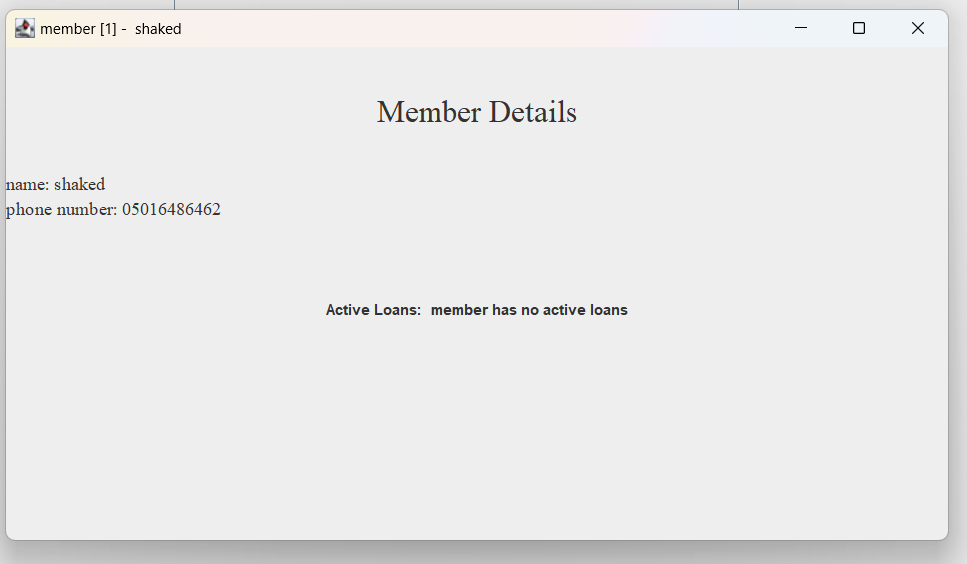 member [1] - shaked
Member Details
name: shaked
phone number: 05016486462
Active Loans: member has no active loans